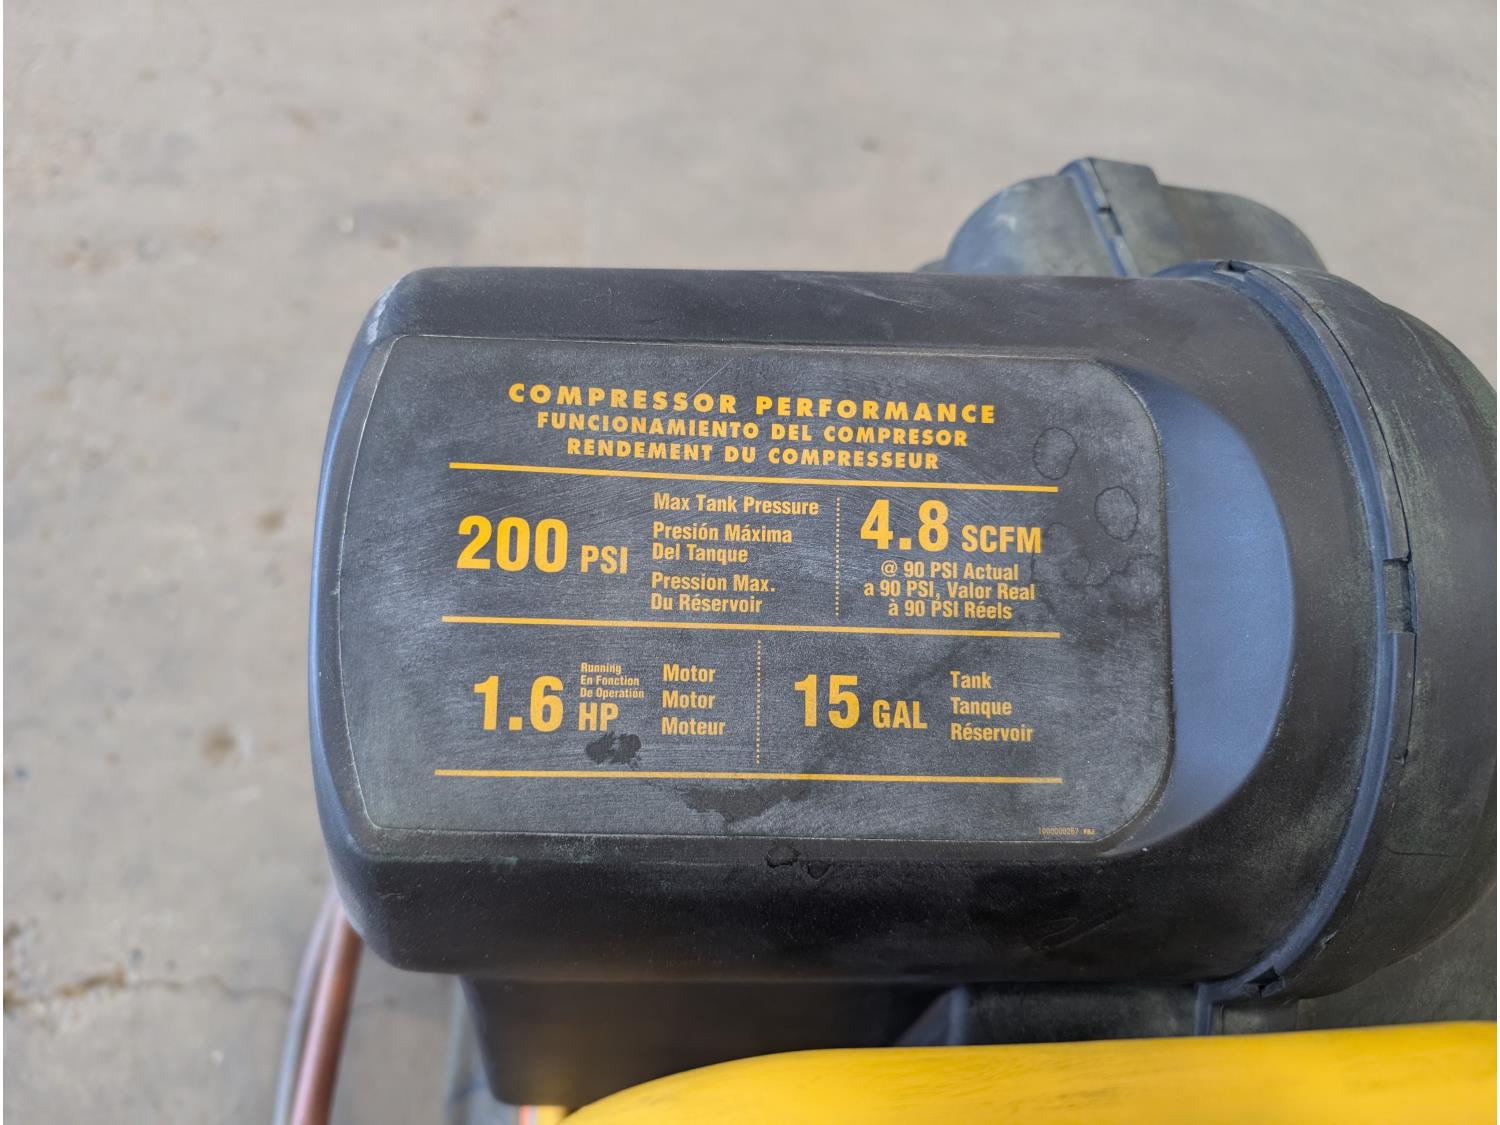 COMPRESSOR PERFORMANCE
FUNCIONAMIENTO DEL COMPRESOR
RENDEMENT DU COMPRESSEUR
200 PSI
Max Tank Pressure
Presión Máxima
Del Tanque
Pression Max.
Du Réservoir
4.8 SCFM
@ 90 PSI Actual
a 90 PSI, Valor Real
à 90 PSI Réels
1.6 HP
Running
En Fonction
De Operatión
Motor
Motor
Moteur
15 GAL
Tank
Tanque
Réservoir